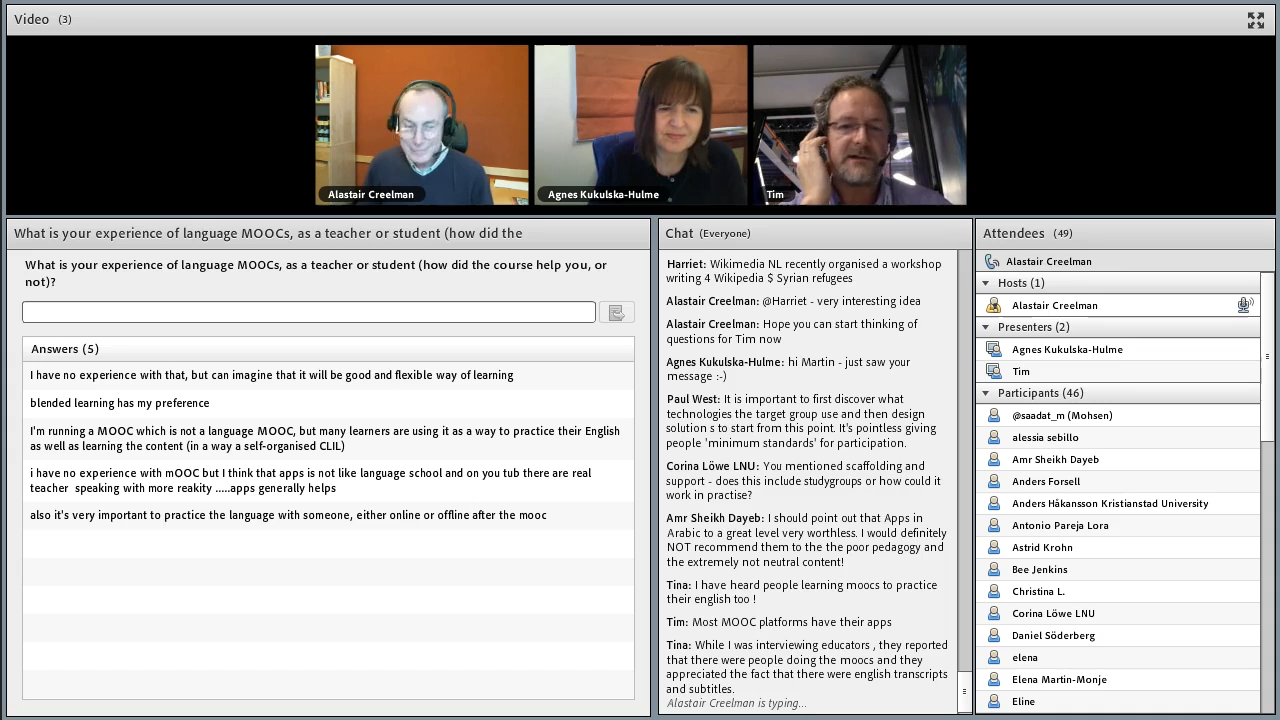 Video (3)
Alastair Creelman
Agnes Kukulska-Hulme
Tim
What is your experience of language MOOCs, as a teacher or student (how did the
What is your experience of language MOOCs, as a teacher or student (how did the course help you, or
not)?
Answers (5)
I have no experience with that, but can imagine that it will be good and flexible way of learning
blended learning has my preference
I'm running a MOOC which is not a language MOOC, but many learners are using it as a way to practice their English
as well as learning the content (in a way a self-organised CLIL)
i have no experience with mOOC but I think that apps is not like language school and on you tub there are real
teacher speaking with more reakity .....apps generally helps
also it's very important to practice the language with someone, either online or offline after the mooc
Chat (Everyone)
Harriet: Wikimedia NL recently organised a workshop
writing 4 Wikipedia $ Syrian refugees
Alastair Creelman: @Harriet - very interesting idea
Alastair Creelman: Hope you can start thinking of
questions for Tim now
Agnes Kukulska-Hulme: hi Martin - just saw your
message :-)
Paul West: It is important to first discover what
technologies the target group use and then design
solution s to start from this point. It's pointless giving
people 'minimum standards' for participation.
Corina Löwe LNU: You mentioned scaffolding and
support - does this include studygroups or how could it
work in practise?
Amr Sheikh Dayeb: I should point out that Apps in
Arabic to a great level very worthless. I would definitely
NOT recommend them to the the poor pedagogy and
the extremely not neutral content!
Tina: I have heard people learning moocs to practice
their english too !
Tim: Most MOOC platforms have their apps
Tina: While I was interviewing educators , they reported
that there were people doing the moocs and they
appreciated the fact that there were english transcripts
and subtitles.
Alastair Creelman is typing...
Attendees (49)
Alastair Creelman
Hosts (1)
Alastair Creelman
Presenters (2)
Agnes Kukulska-Hulme
Tim
Participants (46)
@saadat_m (Mohsen)
alessia sebillo
Amr Sheikh Dayeb
Anders Forsell
Anders Håkansson Kristianstad University
Antonio Pareja Lora
Astrid Krohn
Bee Jenkins
Christina L.
Corina Löwe LNU
Daniel Söderberg
elena
Elena Martin-Monje
Eline